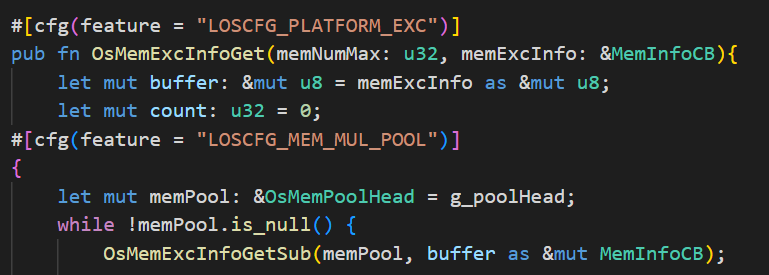 #[cfg(feature = "LOSCFG_PLATFORM_EXC")]
pub fn OsMemExcInfoGet(memNumMax: u32, memExcInfo: &MemInfoCB){
    let mut buffer: &mut u8 = memExcInfo as &mut u8;
    let mut count: u32 = 0;
#[cfg(feature = "LOSCFG_MEM_MUL_POOL")]
{
    let mut memPool: &OsMemPoolHead = g_poolHead;
    while !memPool.is_null() {
        OsMemExcInfoGetSub(memPool, buffer as &mut MemInfoCB);